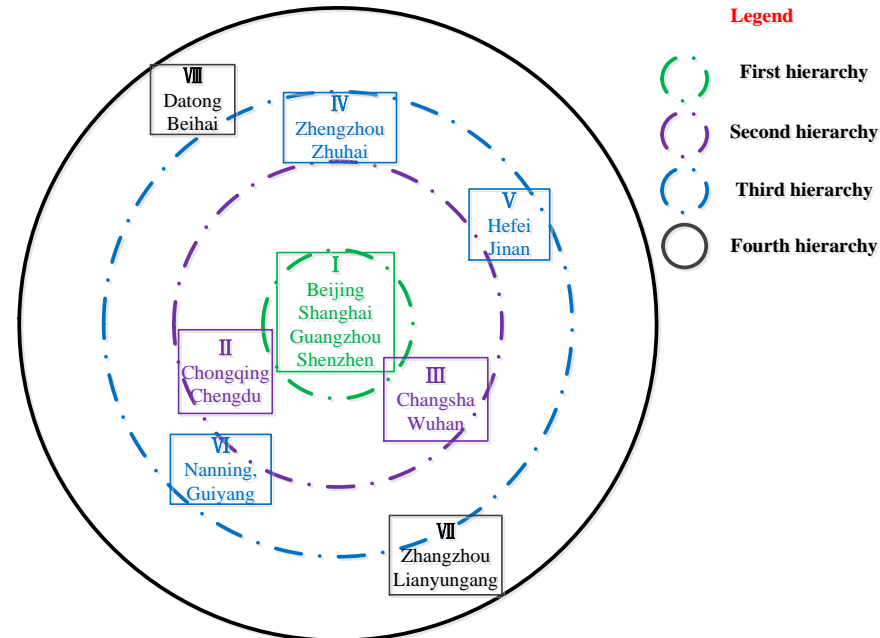 Legend
First hierarchy
Second hierarchy
Third hierarchy
Fourth hierarchy
Ⅷ
Datong
Beihai
Ⅳ
Zhengzhou
Zhuhai
Ⅴ
Hefei
Jinan
Ⅰ
Beijing
Shanghai
Guangzhou
Shenzhen
Ⅱ
Chongqing
Chengdu
Ⅲ
Changsha
Wuhan
Ⅵ
Nanning,
Guiyang
Ⅶ
Zhangzhou
Lianyungang